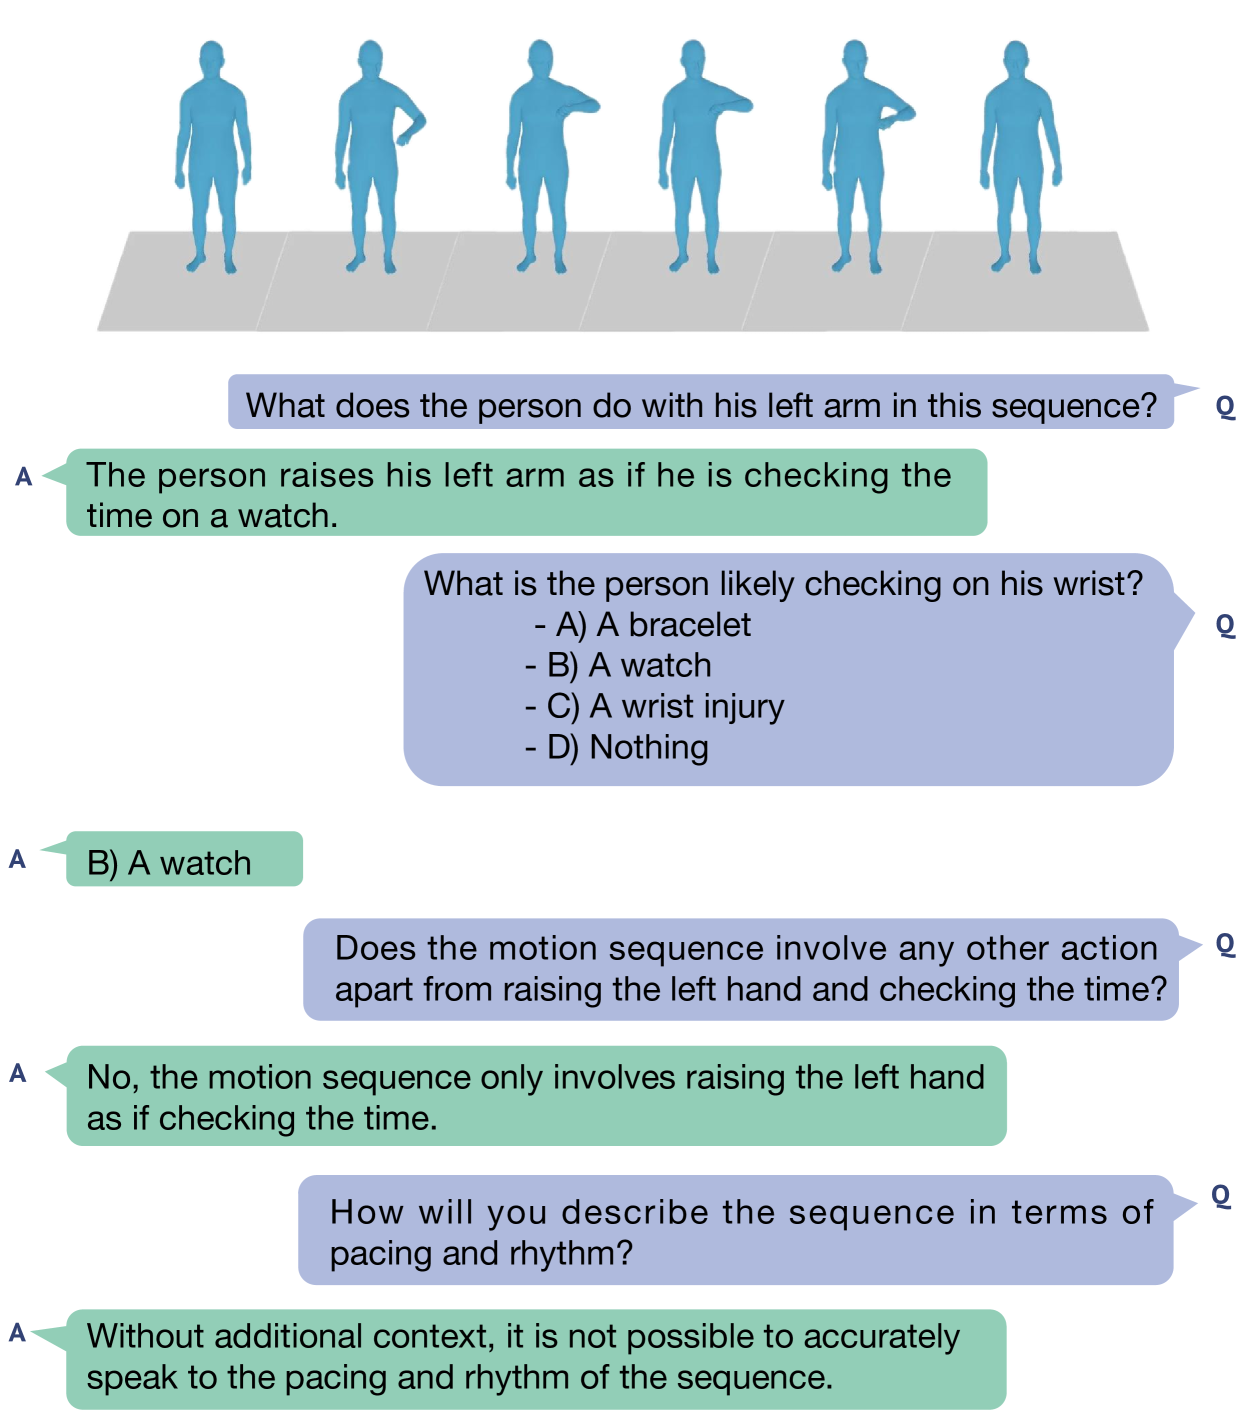 What does the person do with his left arm in this sequence?
Q
A
The person raises his left arm as if he is checking the
time on a watch.
What is the person likely checking on his wrist?
- A) A bracelet
- B) A watch
- C) A wrist injury
- D) Nothing
Q
A
B) A watch
Does the motion sequence involve any other action
apart from raising the left hand and checking the time?
Q
A
No, the motion sequence only involves raising the left hand
as if checking the time.
How will you describe the sequence in terms of
pacing and rhythm?
Q
A
Without additional context, it is not possible to accurately
speak to the pacing and rhythm of the sequence.